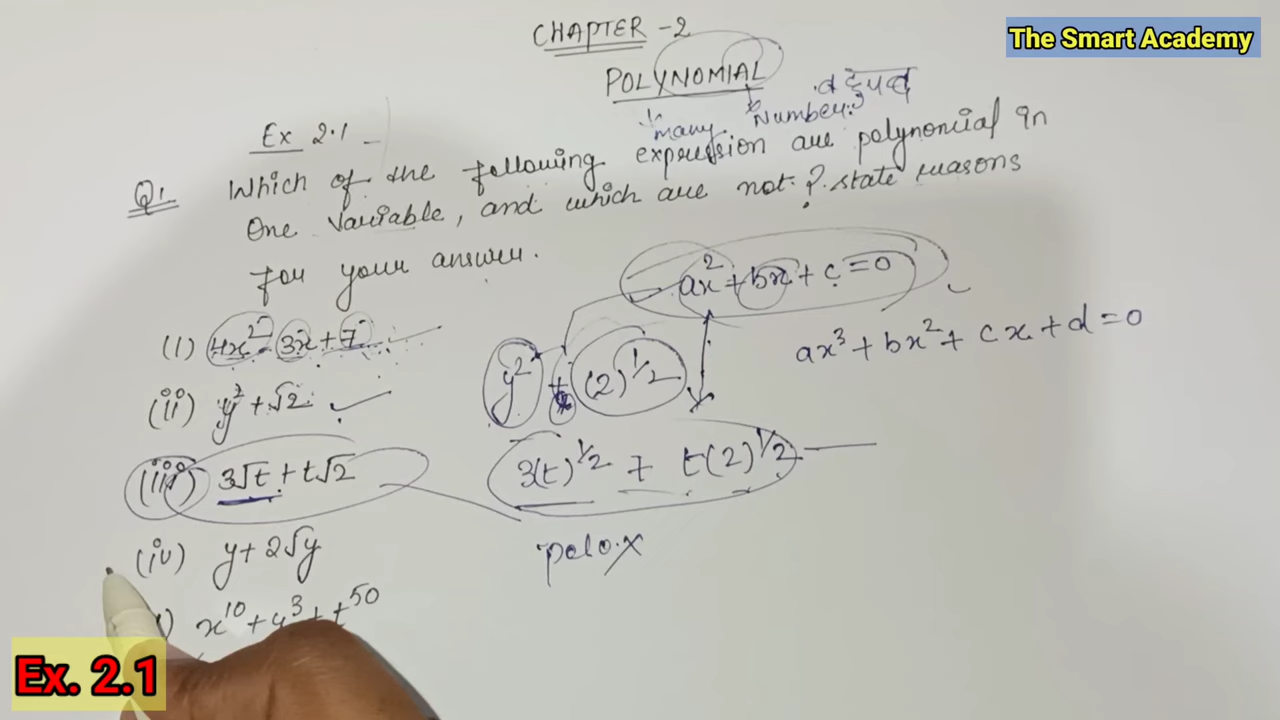 CHAPTER -2
The Smart Academy
POLYNOMIAL
many Number
Ex 2.1 -
Q1. Which of the following expression are polynomial in
One variable, and which are not ? state reasons
for your answer.
ax² + bx + c = 0
(i) 4x² - 3x + 7
ax³ + bx² + cx + d = 0
(ii) y² + √2 ✓
y² + (2)^1/2
(iii) 3√t + t√2
3(t)^1/2 + t(2)^1/2
(iv) y + 2√y
x¹⁰ + y³ + t⁵⁰
Ex. 2.1